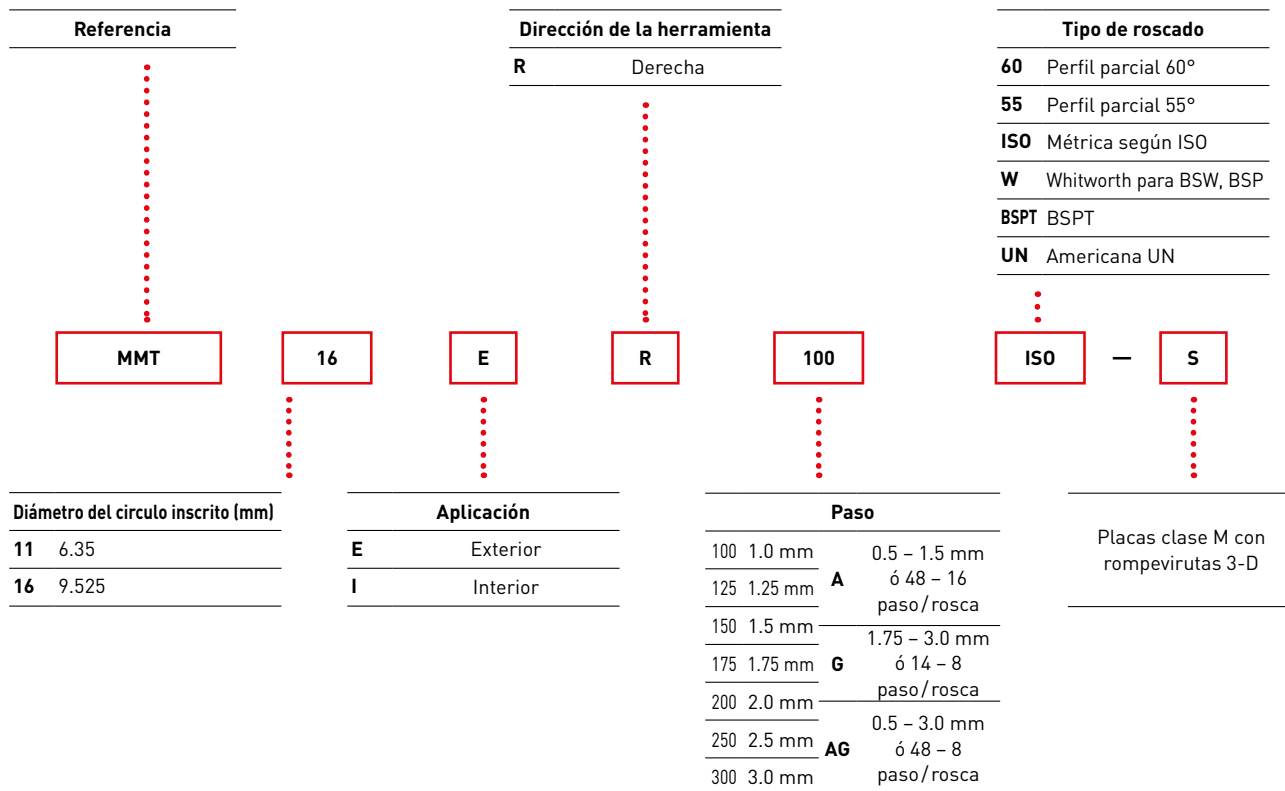 Referencia
Dirección de la herramienta
R Derecha
Tipo de roscado
60 Perfil parcial 60°
55 Perfil parcial 55°
ISO Métrica según ISO
W Whitworth para BSW, BSP
BSPT BSPT
UN Americana UN
MMT 16 E R 100 ISO — S
Diámetro del circulo inscrito (mm)
11 6.35
16 9.525
Aplicación
E Exterior
I Interior
Paso
100 1.0 mm
125 1.25 mm
150 1.5 mm
175 1.75 mm
200 2.0 mm
250 2.5 mm
300 3.0 mm
A
0.5 – 1.5 mm
ó 48 – 16
paso/rosca
G
1.75 – 3.0 mm
ó 14 – 8
paso/rosca
AG
0.5 – 3.0 mm
ó 48 – 8
paso/rosca
Placas clase M con
rompevirutas 3-D